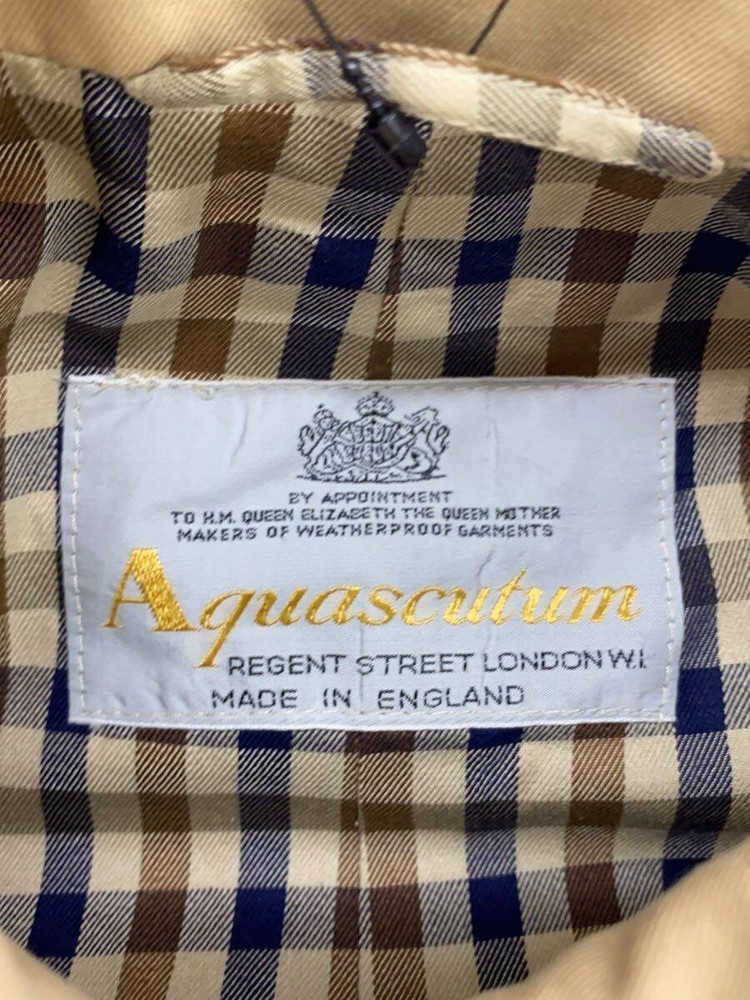 BY APPOINTMENT
TO H.M. QUEEN ELIZABETH THE QUEEN MOTHER
MAKERS OF WEATHERPROOF GARMENTS
Aquascutum
REGENT STREET LONDON W.I.
MADE IN ENGLAND